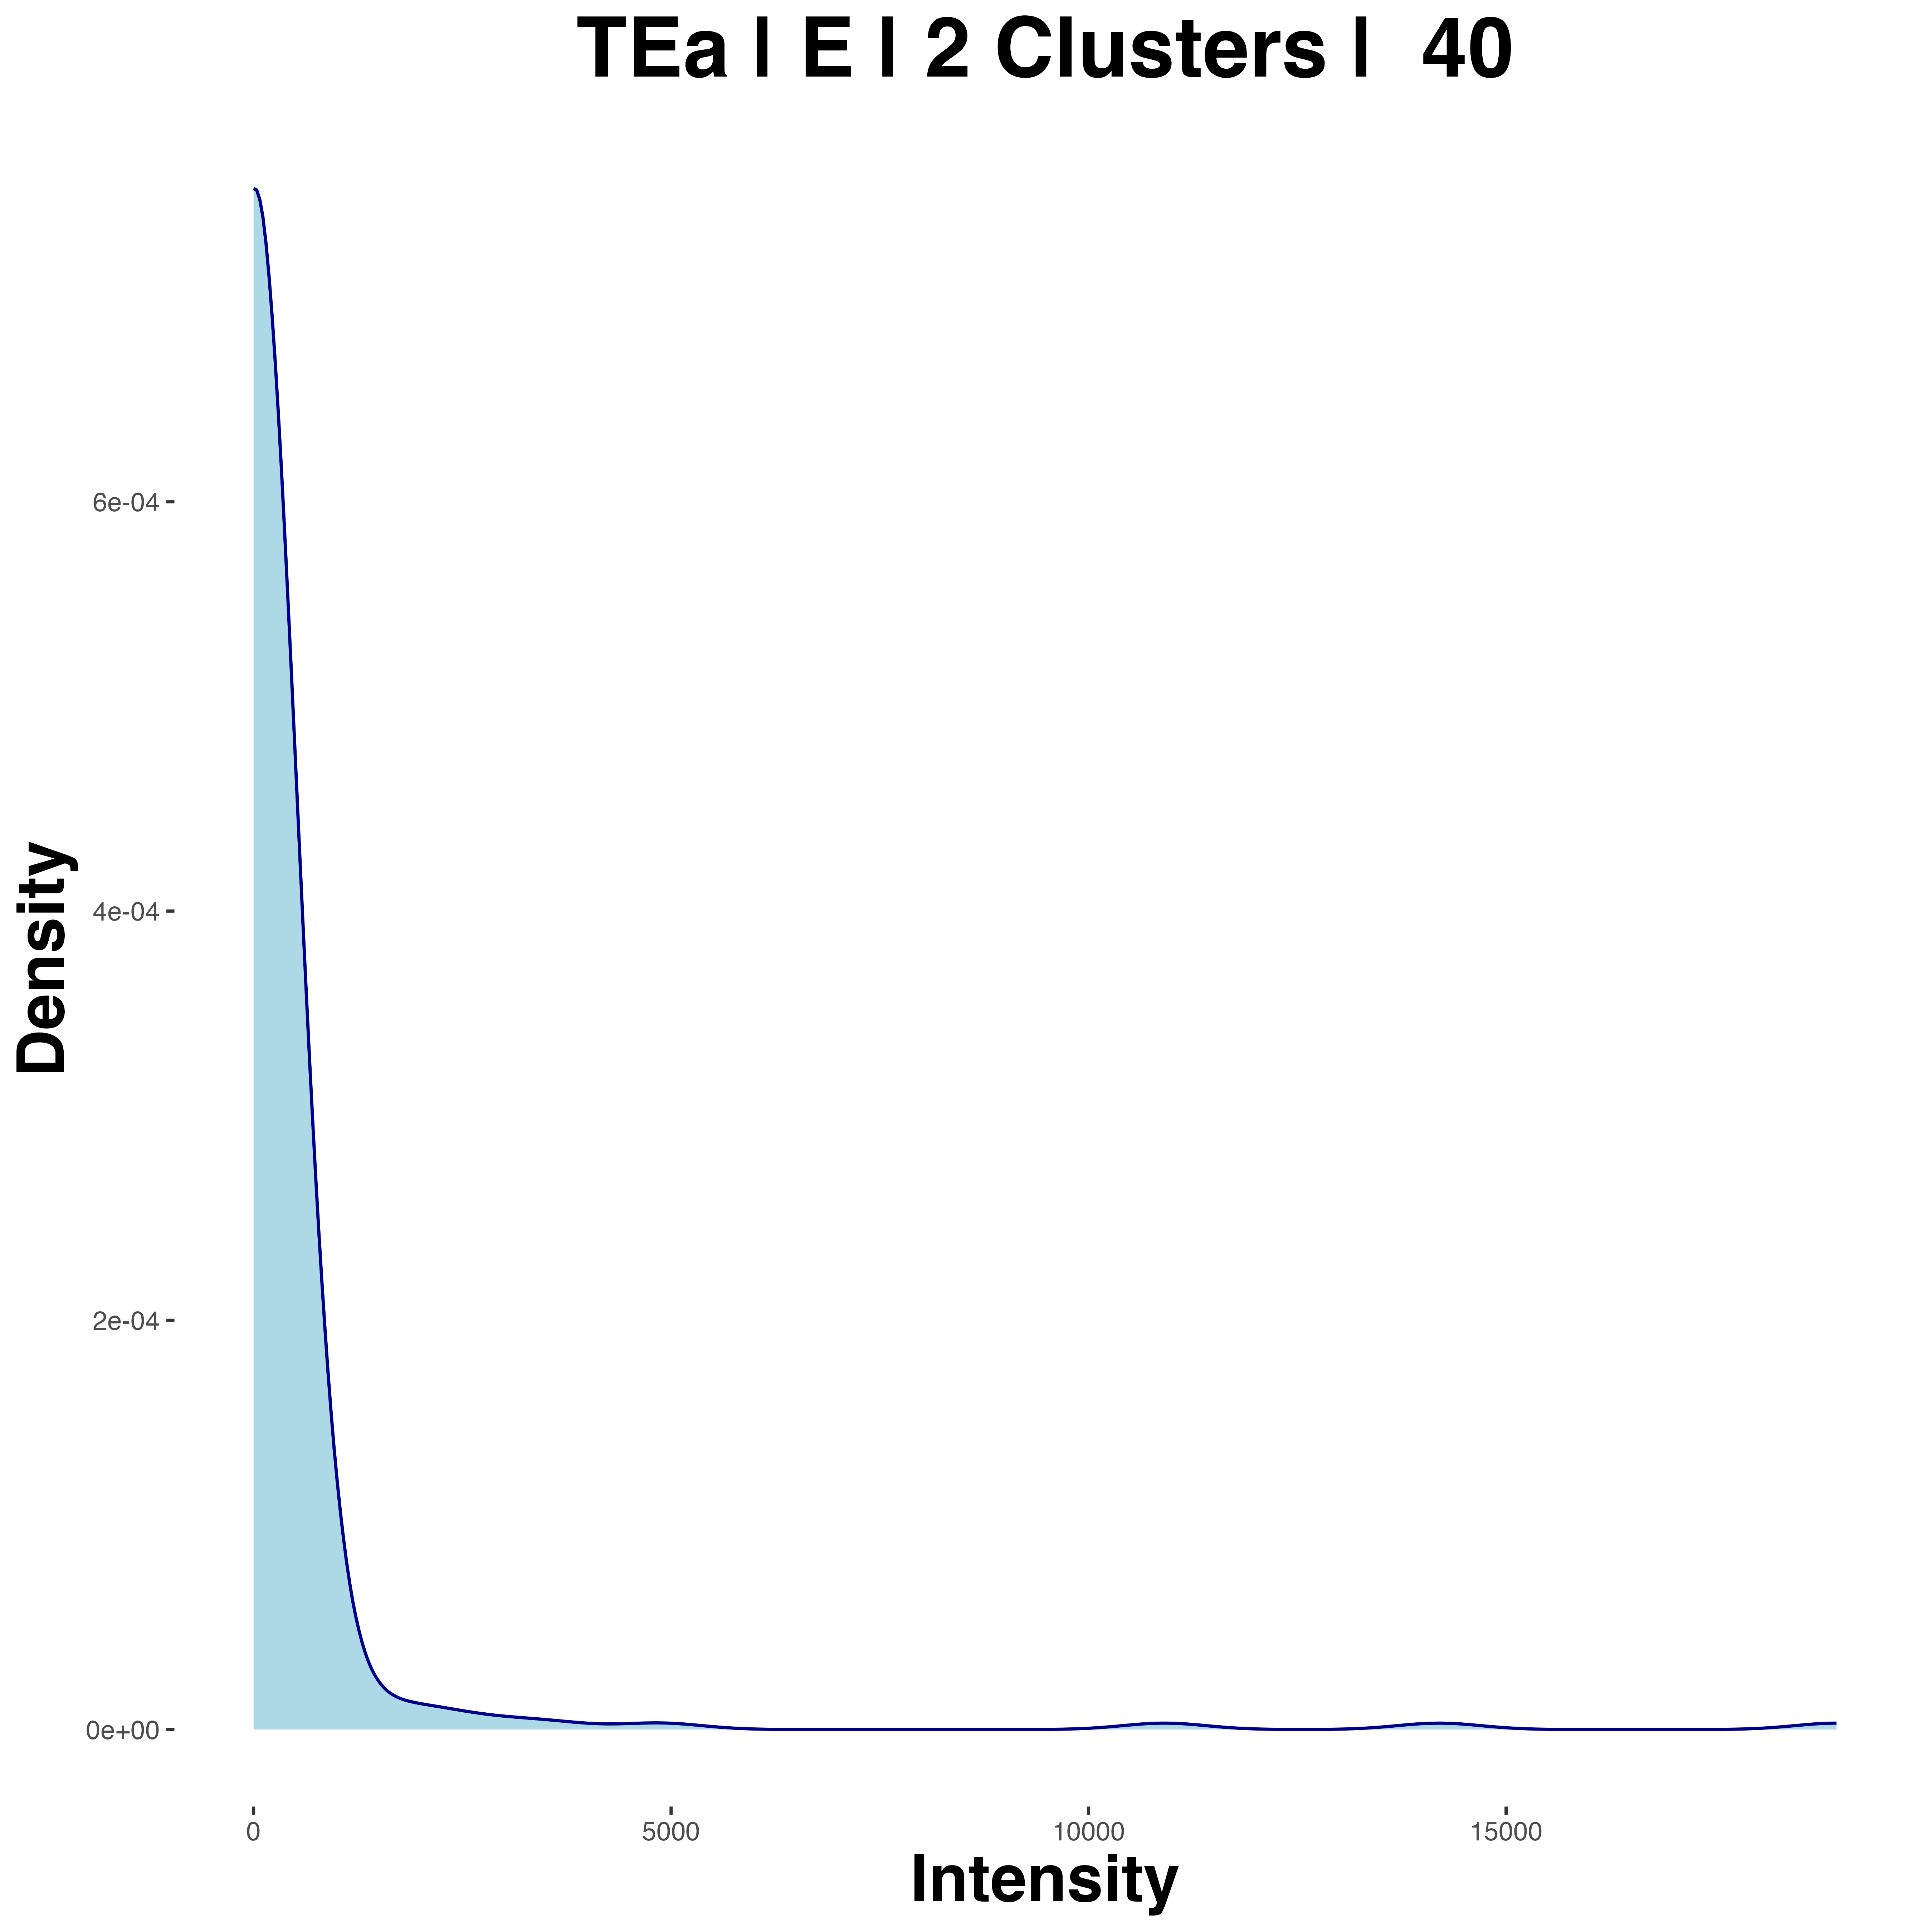 TEa | E | 2 Clusters |  40
Density
6e-04
4e-04
2e-04
0e+00
0 5000 10000 15000
Intensity